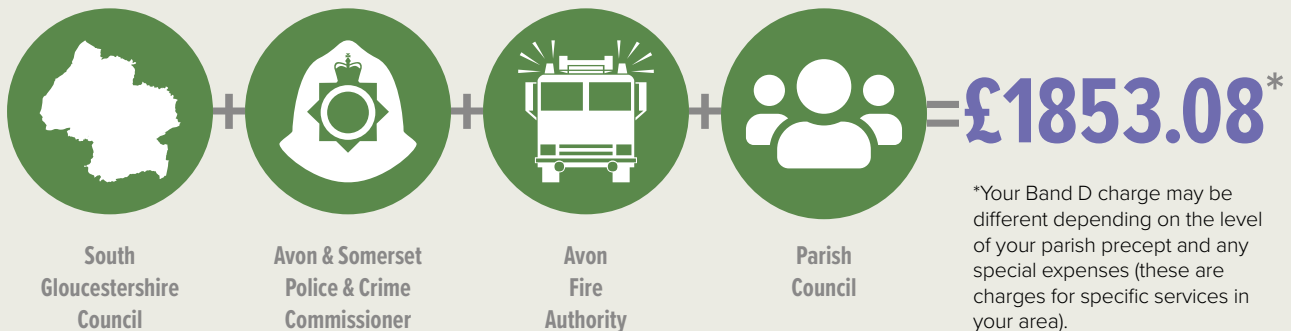 + + + = £1853.08*
South
Gloucestershire
Council
Avon & Somerset
Police & Crime
Commissioner
Avon
Fire
Authority
Parish
Council
*Your Band D charge may be
different depending on the level
of your parish precept and any
special expenses (these are
charges for specific services in
your area).